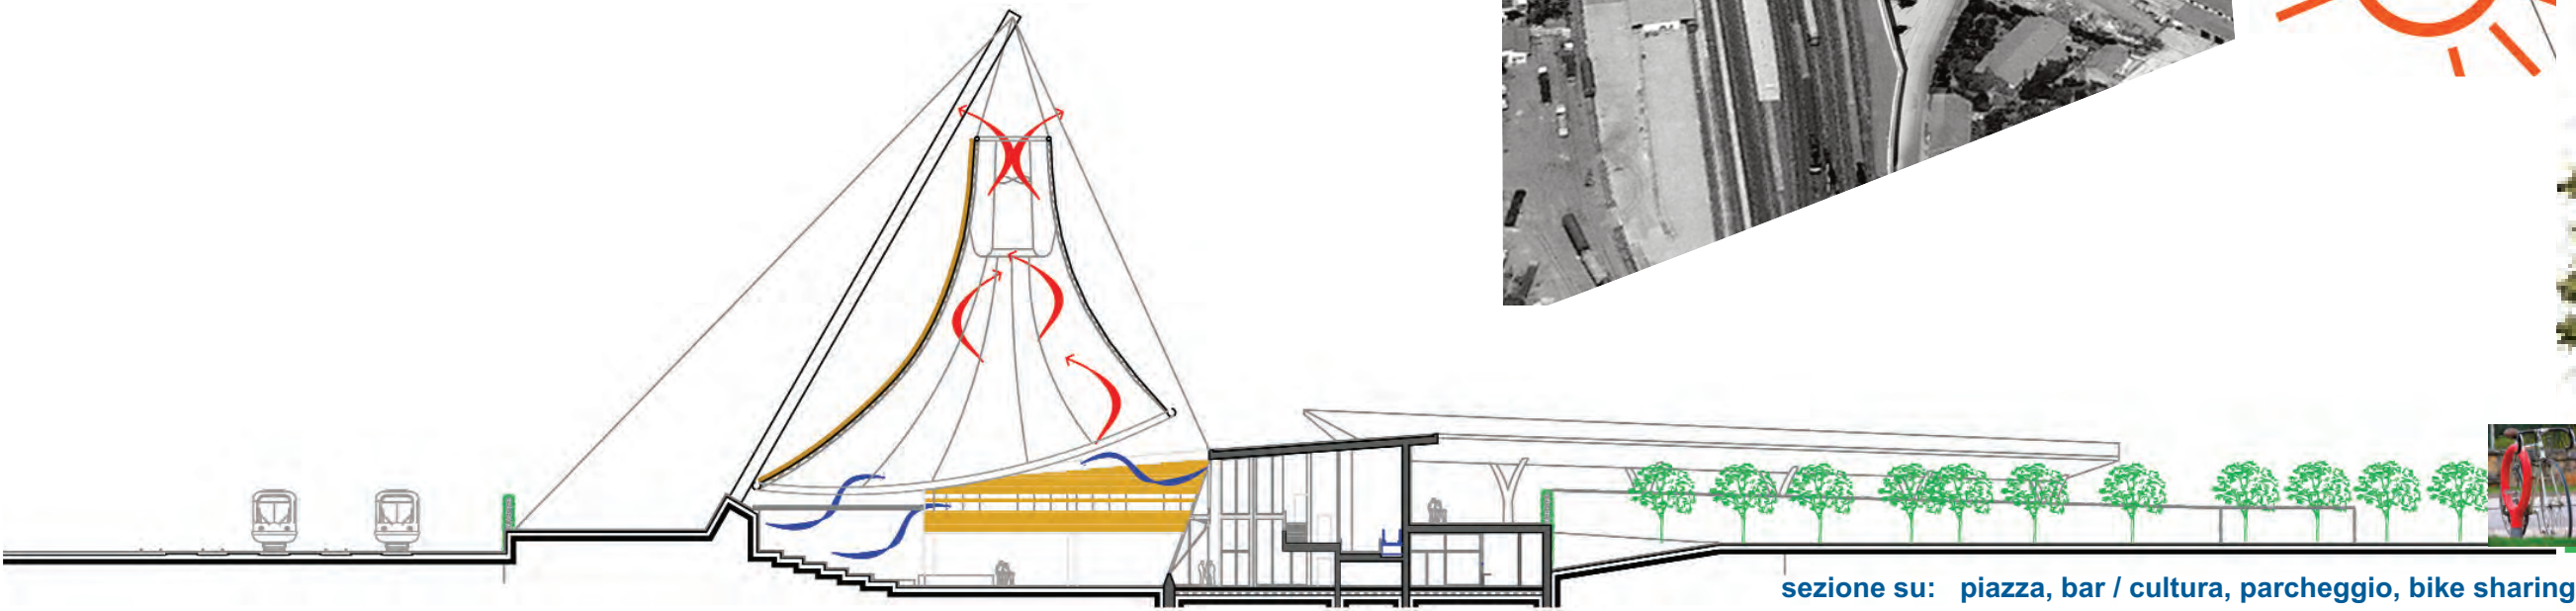 sezione su: piazza, bar / cultura, parcheggio, bike sharing